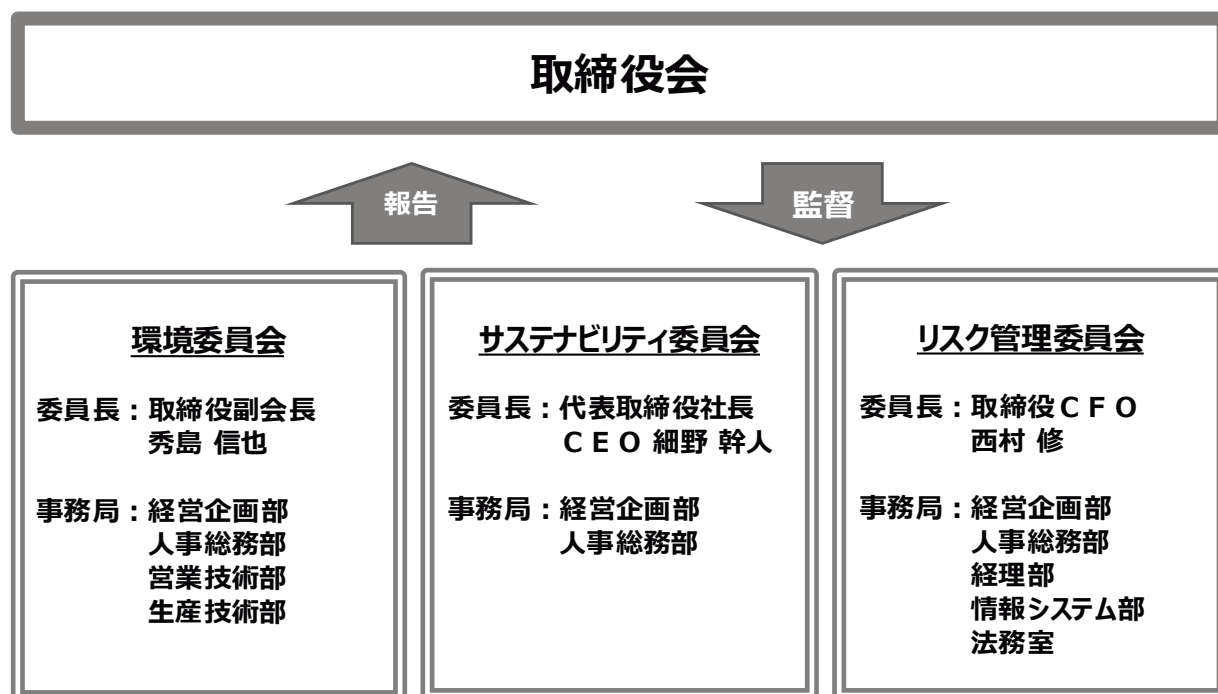 取締役会
報告
監督
環境委員会
委員長：取締役副会長
秀島 信也
事務局：経営企画部
人事総務部
営業技術部
生産技術部
サステナビリティ委員会
委員長：代表取締役社長
ＣＥＯ 細野 幹人
事務局：経営企画部
人事総務部
リスク管理委員会
委員長：取締役ＣＦＯ
西村 修
事務局：経営企画部
人事総務部
経理部
情報システム部
法務室